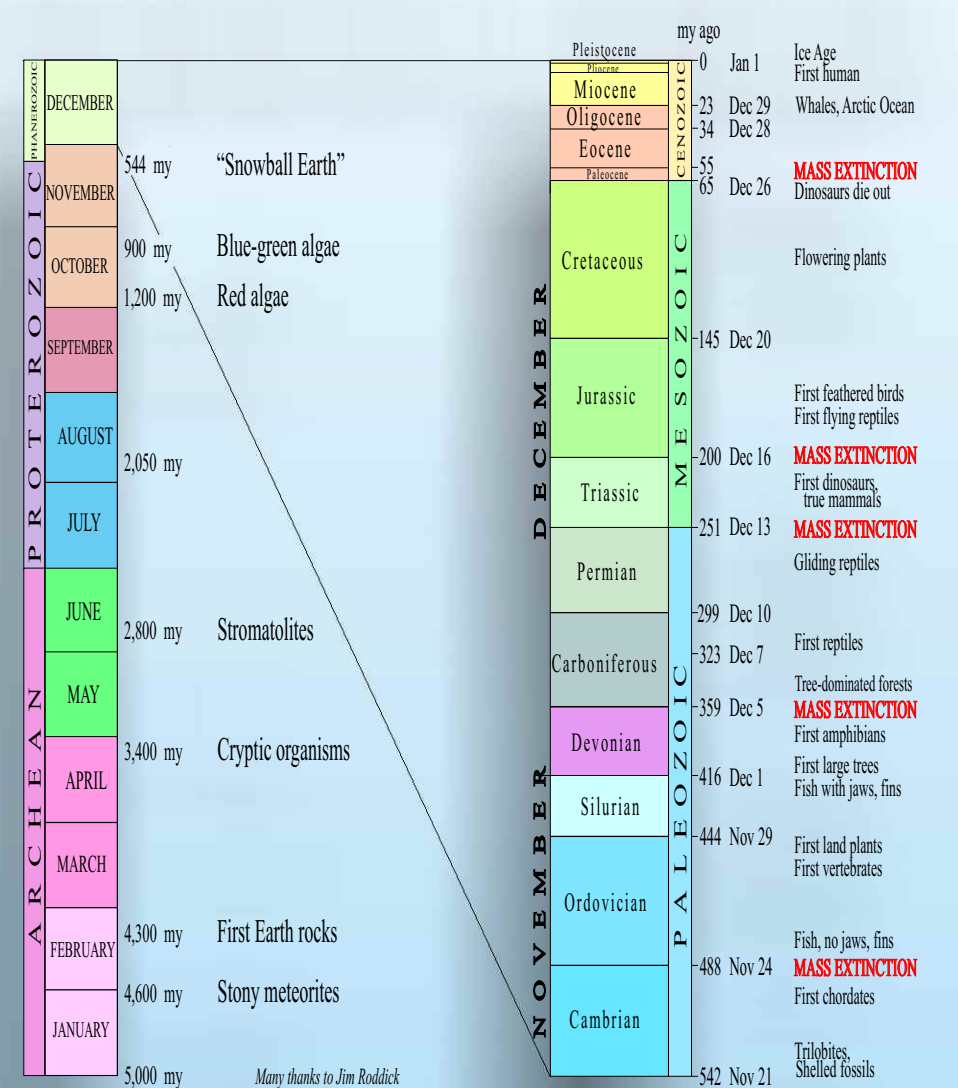 PHANEROZOIC
PROTEROZOIC
ARCHEAN
DECEMBER
NOVEMBER
OCTOBER
SEPTEMBER
AUGUST
JULY
JUNE
MAY
APRIL
MARCH
FEBRUARY
JANUARY
544 my “Snowball Earth”
900 my Blue-green algae
1,200 my Red algae
2,050 my
2,800 my Stromatolites
3,400 my Cryptic organisms
4,300 my First Earth rocks
4,600 my Stony meteorites
5,000 my
Many thanks to Jim Roddick
DECEMBER
NOVEMBER
Pleistocene
Pliocene
Miocene
Oligocene
Eocene
Paleocene
Cretaceous
Jurassic
Triassic
Permian
Carboniferous
Devonian
Silurian
Ordovician
Cambrian
CENOZOIC
MESOZOIC
PALEOZOIC
my ago
0 Jan 1
23 Dec 29
34 Dec 28
55
65 Dec 26
145 Dec 20
200 Dec 16
251 Dec 13
299 Dec 10
323 Dec 7
359 Dec 5
416 Dec 1
444 Nov 29
488 Nov 24
542 Nov 21
Ice Age
First human
Whales, Arctic Ocean
MASS EXTINCTION
Dinosaurs die out
Flowering plants
First feathered birds
First flying reptiles
MASS EXTINCTION
First dinosaurs,
true mammals
MASS EXTINCTION
Gliding reptiles
First reptiles
Tree-dominated forests
MASS EXTINCTION
First amphibians
First large trees
Fish with jaws, fins
First land plants
First vertebrates
Fish, no jaws, fins
MASS EXTINCTION
First chordates
Trilobites,
Shelled fossils